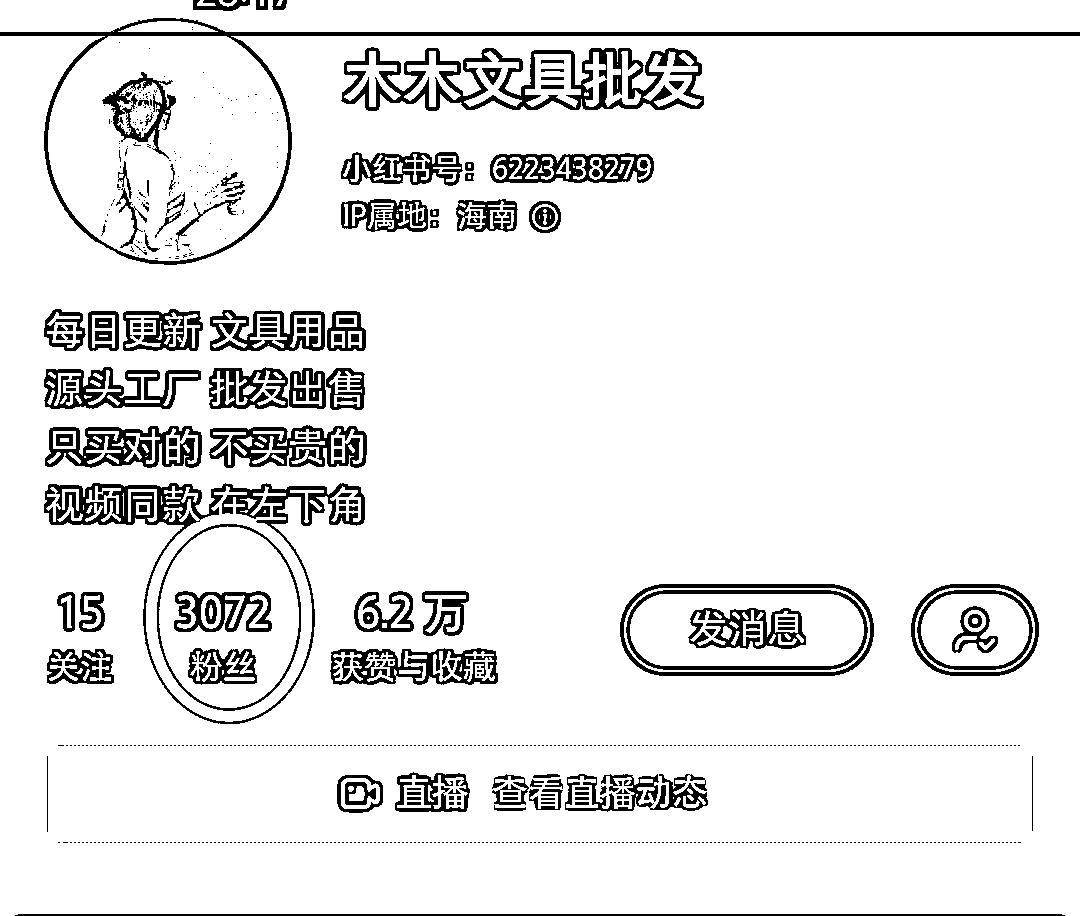 木木文具批发
小红书号：6223438279
IP属地：海南
每日更新 文具用品
源头工厂 批发出售
只买对的 不买贵的
视频同款 在左下角
15 3072 6.2 万
关注 粉丝 获赞与收藏
发消息
直播 查看直播动态